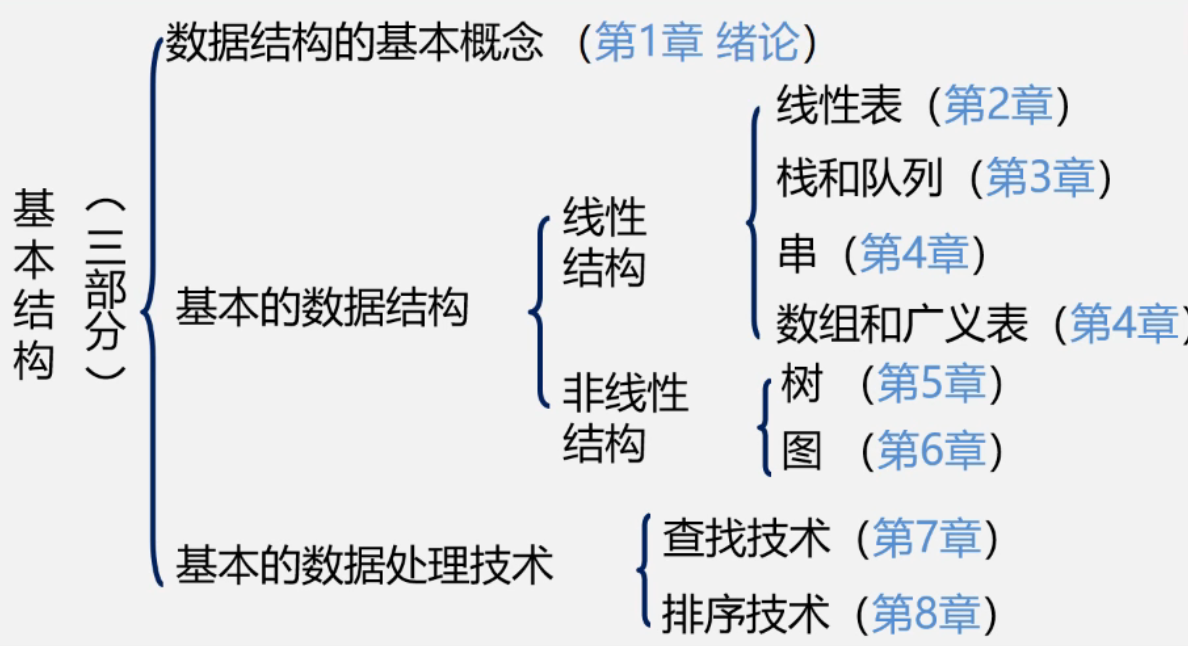 基本结构
（三部分）
数据结构的基本概念 （第1章 绪论）
基本的数据结构
线性
结构
线性表（第2章）
栈和队列（第3章）
串（第4章）
数组和广义表（第4章）
非线性
结构
树 （第5章）
图 （第6章）
基本的数据处理技术
查找技术（第7章）
排序技术（第8章）